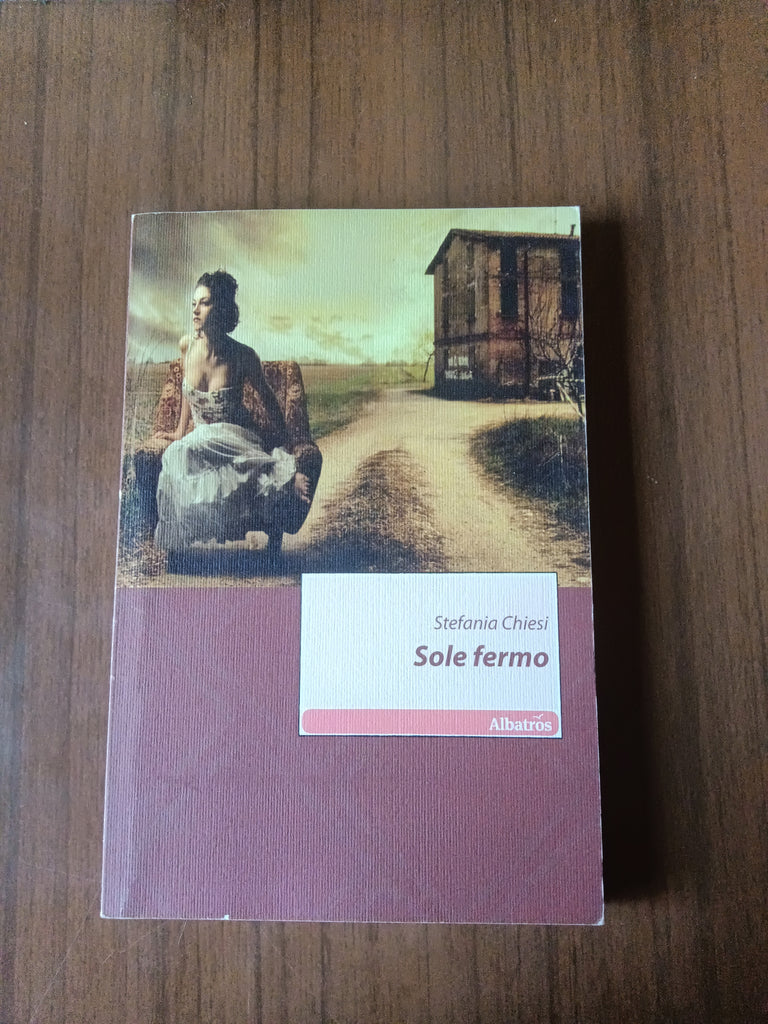 Stefania Chiesi
Sole fermo
Albatros